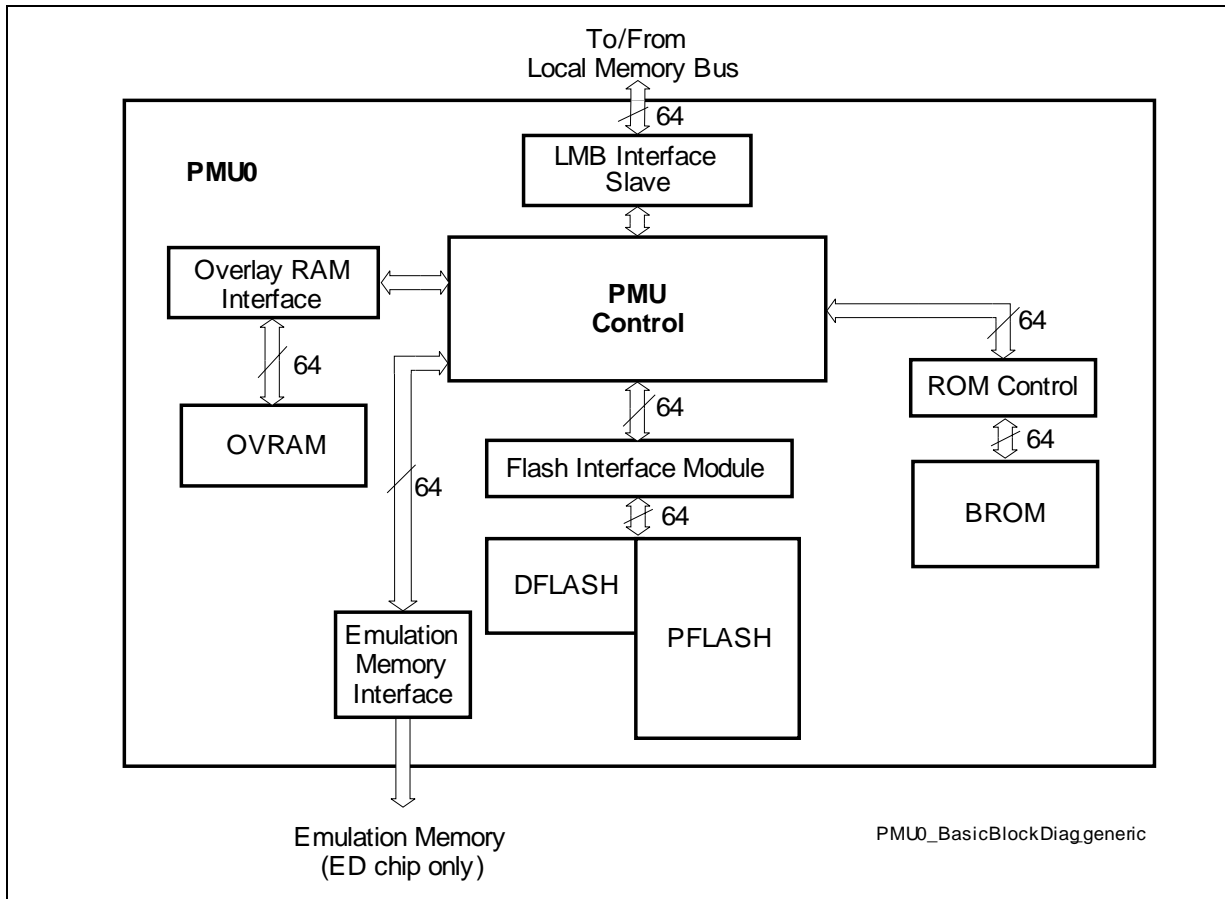 To/From
Local Memory Bus
64
PMU0
LMB Interface
Slave
Overlay RAM
Interface
PMU
Control
64
64
64
ROM Control
OVRAM
Flash Interface Module
64
64
64
BROM
DFLASH
PFLASH
Emulation
Memory
Interface
Emulation Memory
(ED chip only)
PMU0_BasicBlockDiag_generic